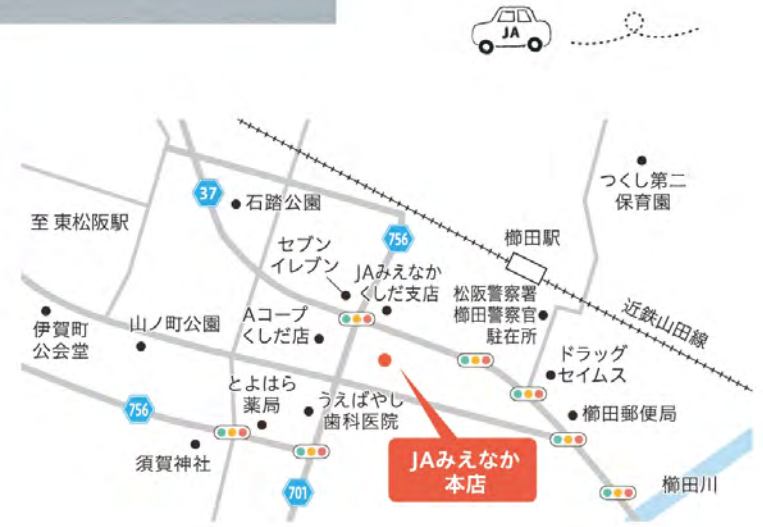 JA
つくし第二
保育園
37
石踏公園
至 東松阪駅
756
櫛田駅
セブン
イレブン
JAみえなか
くしだ支店
松阪警察署
櫛田警察官
駐在所
近鉄山田線
伊賀町
公会堂
山ノ町公園
Aコープ
くしだ店
ドラッグ
セイムス
とよはら
薬局
うえばやし
歯科医院
756
櫛田郵便局
須賀神社
JAみえなか
本店
701
櫛田川